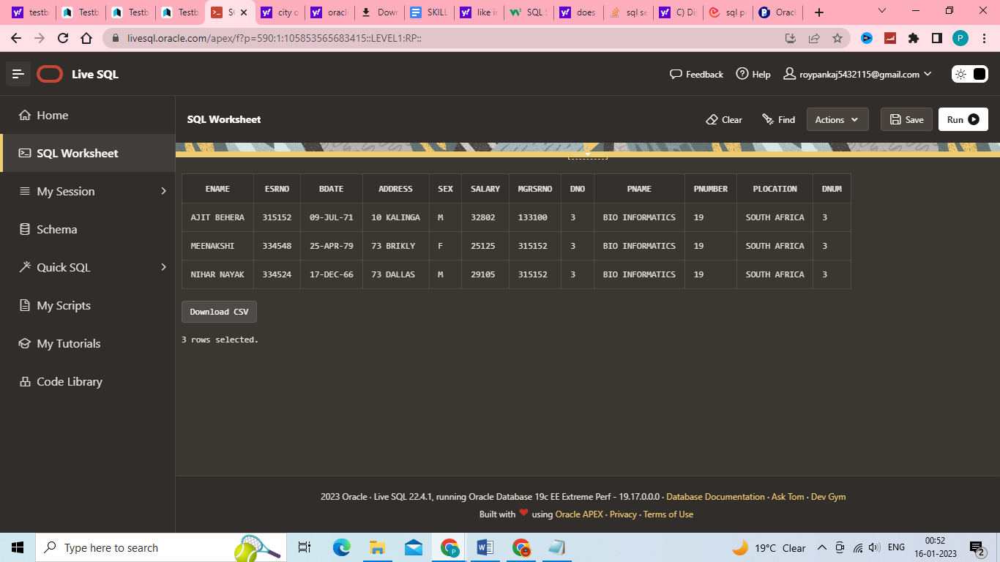 testb
Testb
Testb
Testb
SQ
city o
oracl
Down
SKILL
like in
SQL S
does
sql se
C) Dis
sql pr
Oracl
livesql.oracle.com/apex/f?p=590:1:105853565683415::LEVEL1:RP::
P
Live SQL
Feedback
Help
roypankaj5432115@gmail.com
Home
SQL Worksheet
My Session
Schema
Quick SQL
My Scripts
My Tutorials
Code Library
SQL Worksheet
Clear
Find
Actions
Save
Run
ENAME ESRNO BDATE ADDRESS SEX SALARY MGRSRNO DNO PNAME PNUMBER PLOCATION DNUM
AJIT BEHERA 315152 09-JUL-71 10 KALINGA M 32802 133100 3 BIO INFORMATICS 19 SOUTH AFRICA 3
MEENAKSHI 334548 25-APR-79 73 BRIKLY F 25125 315152 3 BIO INFORMATICS 19 SOUTH AFRICA 3
NIHAR NAYAK 334524 17-DEC-66 73 DALLAS M 29105 315152 3 BIO INFORMATICS 19 SOUTH AFRICA 3
Download CSV
3 rows selected.
2023 Oracle · Live SQL 22.4.1, running Oracle Database 19c EE Extreme Perf - 19.17.0.0.0 · Database Documentation · Ask Tom · Dev Gym
Built with ❤ using Oracle APEX · Privacy · Terms of Use
Type here to search
19°C Clear
ENG
00:52
16-01-2023
2